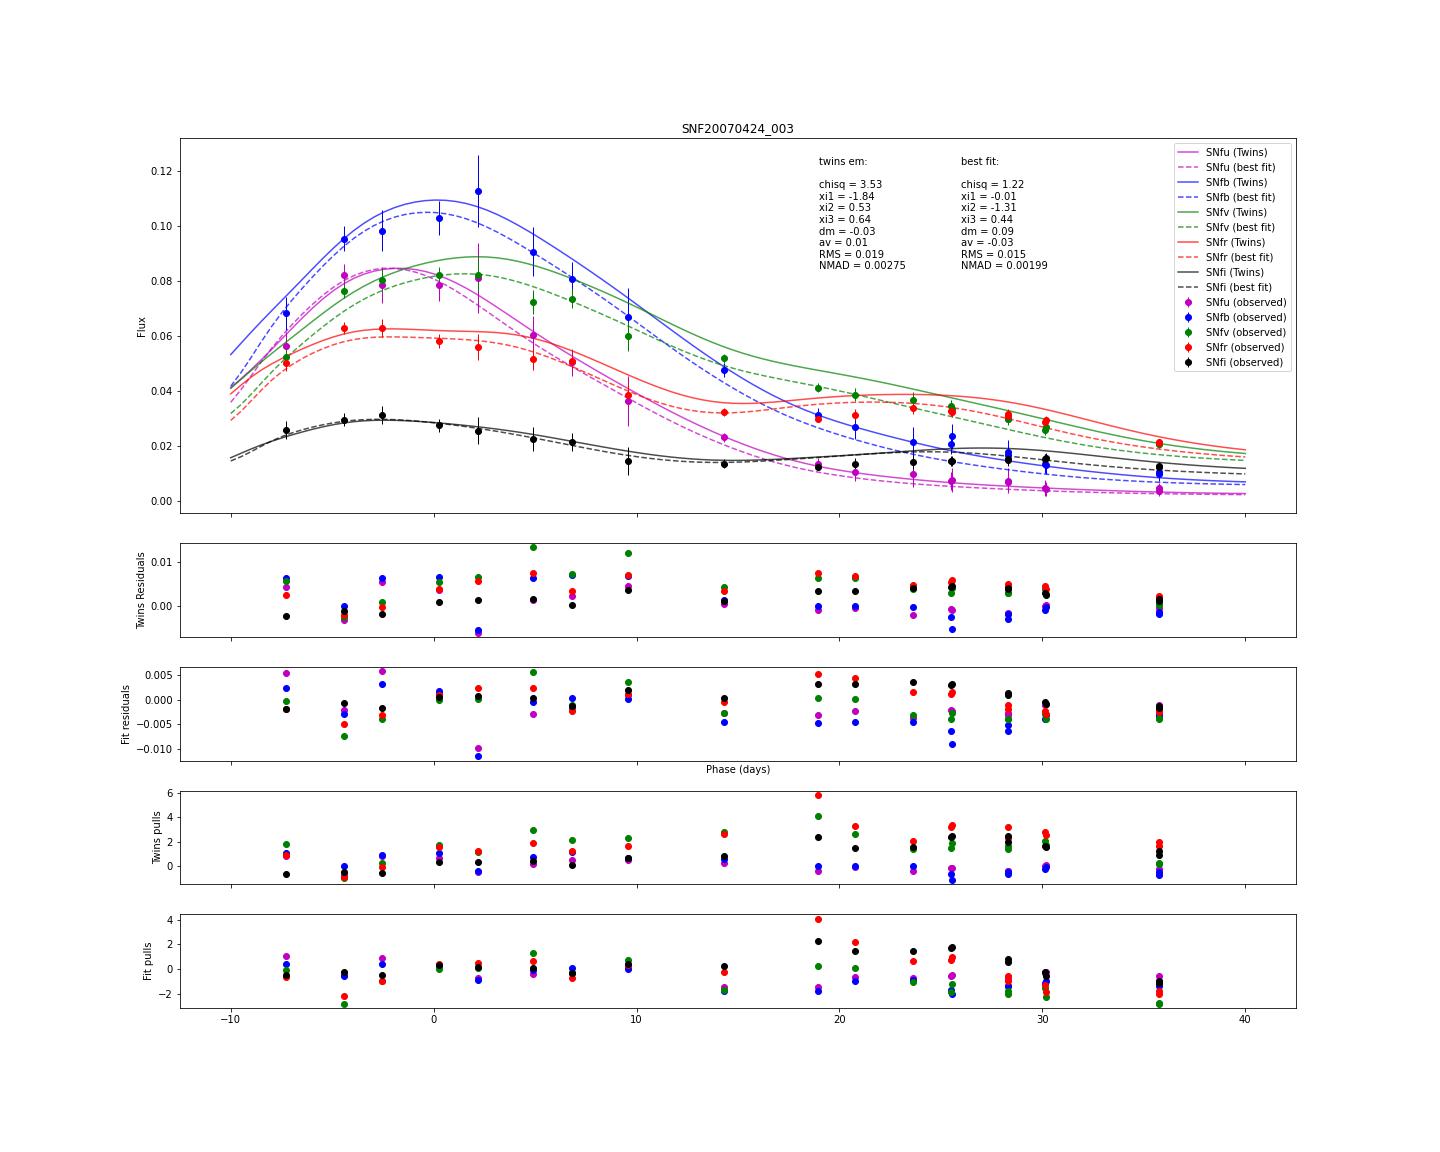 SNF20070424_003
Flux
0.12
0.10
0.08
0.06
0.04
0.02
0.00
twins em:
chisq = 3.53
xi1 = -1.84
xi2 = 0.53
xi3 = 0.64
dm = -0.03
av = 0.01
RMS = 0.019
NMAD = 0.00275
best fit:
chisq = 1.22
xi1 = -0.01
xi2 = -1.31
xi3 = 0.44
dm = 0.09
av = -0.03
RMS = 0.015
NMAD = 0.00199
SNfu (Twins)
SNfu (best fit)
SNfb (Twins)
SNfb (best fit)
SNfv (Twins)
SNfv (best fit)
SNfr (Twins)
SNfr (best fit)
SNfi (Twins)
SNfi (best fit)
SNfu (observed)
SNfb (observed)
SNfv (observed)
SNfr (observed)
SNfi (observed)
Twins Residuals
0.01
0.00
Fit residuals
0.005
0.000
−0.005
−0.010
Phase (days)
Twins pulls
6
4
2
0
Fit pulls
4
2
0
−2
−10
0
10
20
30
40